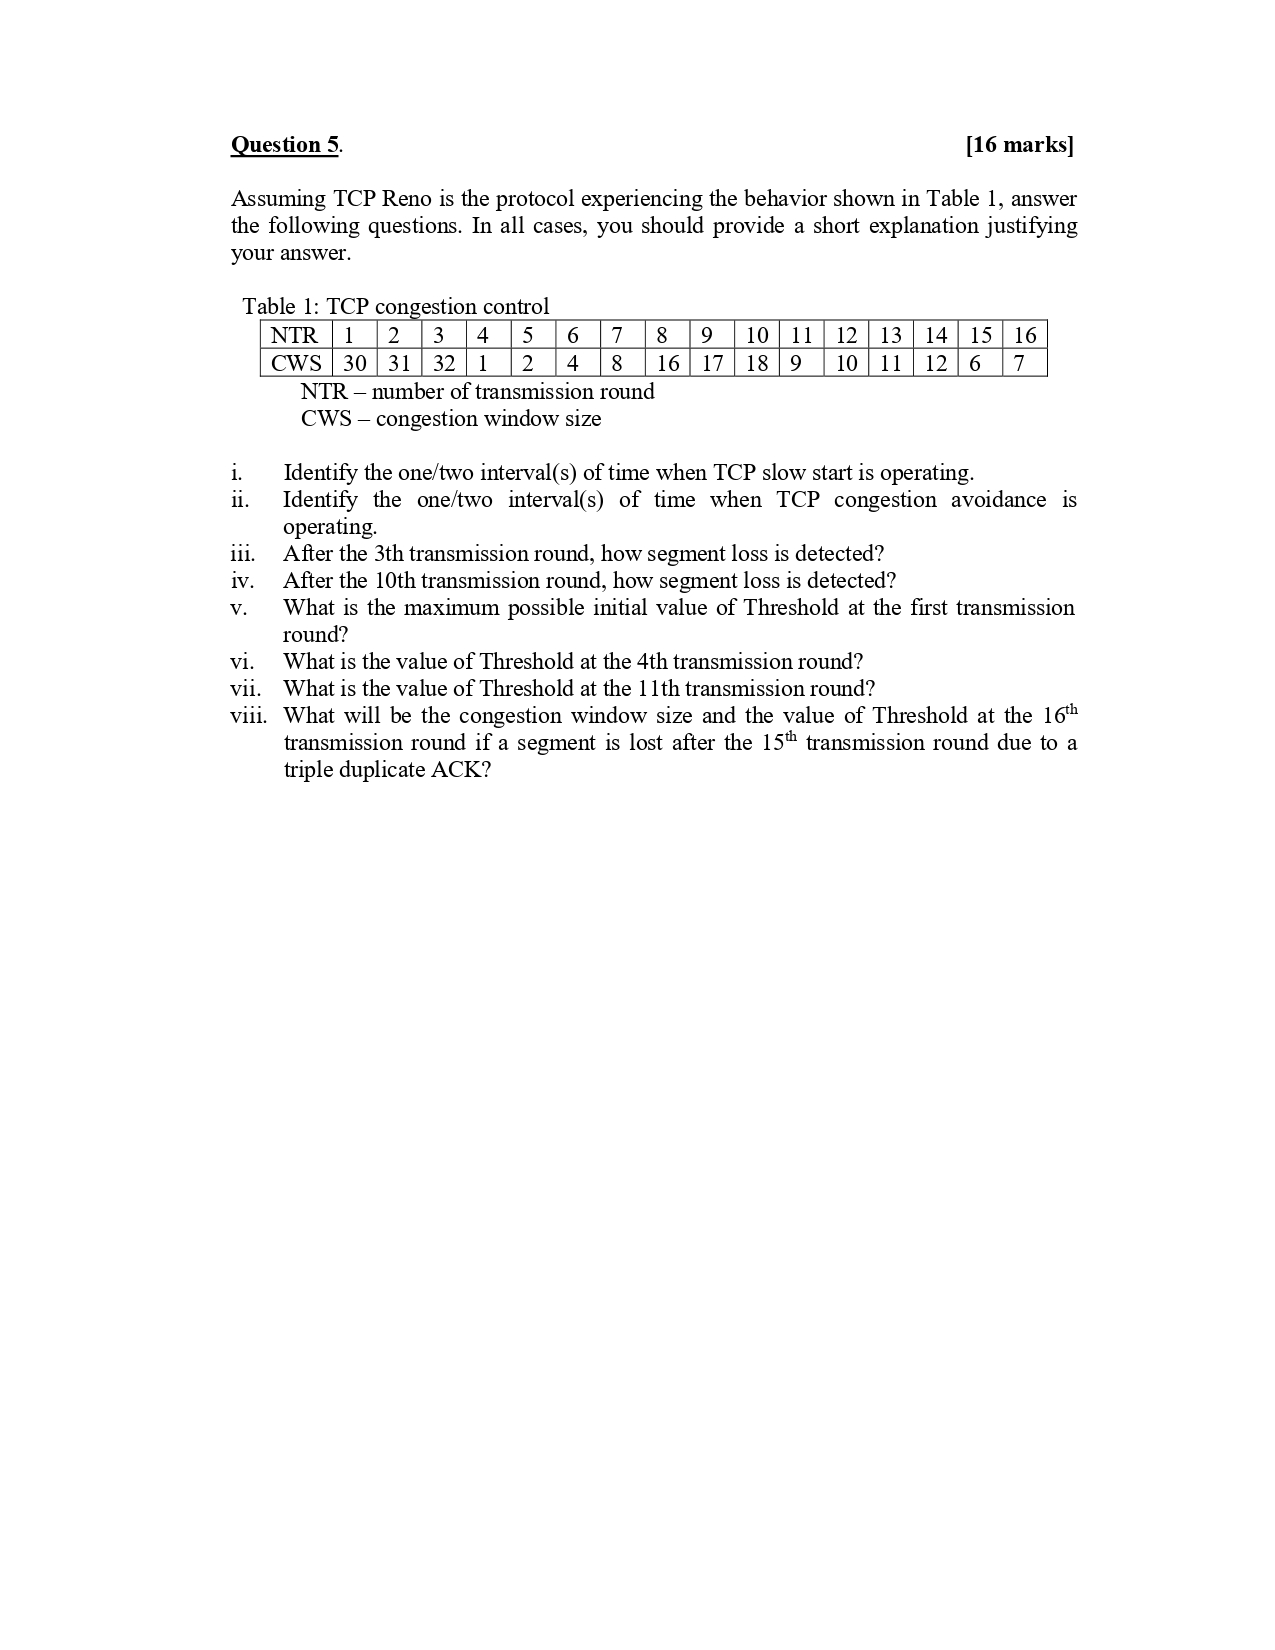 Question 5. [16 marks]
Assuming TCP Reno is the protocol experiencing the behavior shown in Table 1, answer
the following questions. In all cases, you should provide a short explanation justifying
your answer.
Table 1: TCP congestion control
NTR 1 2 3 4 5 6 7 8 9 10 11 12 13 14 15 16
CWS 30 31 32 1 2 4 8 16 17 18 9 10 11 12 6 7
NTR – number of transmission round
CWS – congestion window size
i. Identify the one/two interval(s) of time when TCP slow start is operating.
ii. Identify the one/two interval(s) of time when TCP congestion avoidance is
operating.
iii. After the 3th transmission round, how segment loss is detected?
iv. After the 10th transmission round, how segment loss is detected?
v. What is the maximum possible initial value of Threshold at the first transmission
round?
vi. What is the value of Threshold at the 4th transmission round?
vii. What is the value of Threshold at the 11th transmission round?
viii. What will be the congestion window size and the value of Threshold at the 16th
transmission round if a segment is lost after the 15th transmission round due to a
triple duplicate ACK?